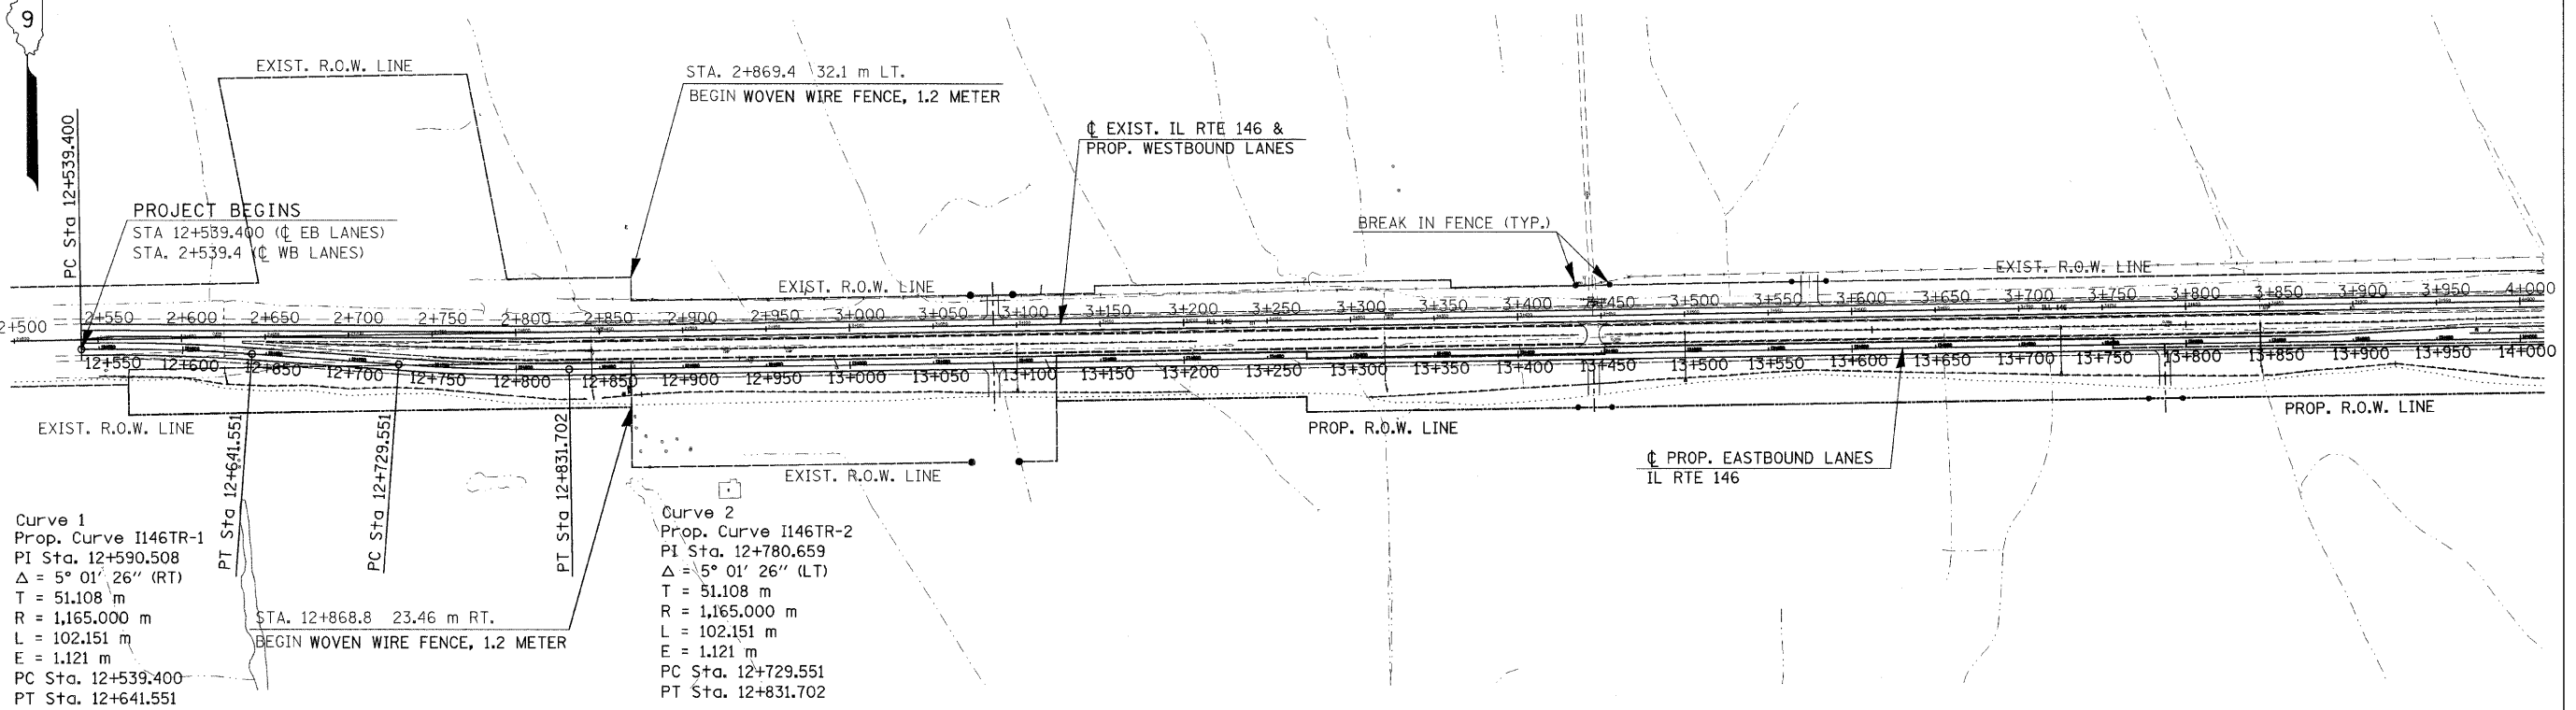 9
EXIST. R.O.W. LINE
STA. 2+869.4 32.1 m LT.
BEGIN WOVEN WIRE FENCE, 1.2 METER
℄ EXIST. IL RTE 146 &
PROP. WESTBOUND LANES
PC Sta 12+539.400
PROJECT BEGINS
STA 12+539.400 (℄ EB LANES)
STA. 2+539.4 (℄ WB LANES)
BREAK IN FENCE (TYP.)
EXIST. R.O.W. LINE
EXIST. R.O.W. LINE
2+500 2+550 2+600 2+650 2+700 2+750 2+800 2+850 2+900 2+950 3+000 3+050 3+100 3+150 3+200 3+250 3+300 3+350 3+400 3+450 3+500 3+550 3+600 3+650 3+700 3+750 3+800 3+850 3+900 3+950 4+000
12+550 12+600 12+850 12+700 12+750 12+800 12+850 12+900 12+950 13+000 13+050 13+100 13+150 13+200 13+250 13+300 13+350 13+400 13+450 13+500 13+550 13+600 13+650 13+700 13+750 13+800 13+850 13+900 13+950 14+000
EXIST. R.O.W. LINE
PROP. R.O.W. LINE
PROP. R.O.W. LINE
PT Sta 12+641.551
PC Sta 12+729.551
PT Sta 12+831.702
EXIST. R.O.W. LINE
℄ PROP. EASTBOUND LANES
IL RTE 146
Curve 1
Prop. Curve I146TR-1
PI Sta. 12+590.508
Δ = 5° 01' 26" (RT)
T = 51.108 m
R = 1,165.000 m
L = 102.151 m
E = 1.121 m
PC Sta. 12+539.400
PT Sta. 12+641.551
STA. 12+868.8 23.46 m RT.
BEGIN WOVEN WIRE FENCE, 1.2 METER
Curve 2
Prop. Curve I146TR-2
PI Sta. 12+780.659
Δ = 5° 01' 26" (LT)
T = 51.108 m
R = 1,165.000 m
L = 102.151 m
E = 1.121 m
PC Sta. 12+729.551
PT Sta. 12+831.702